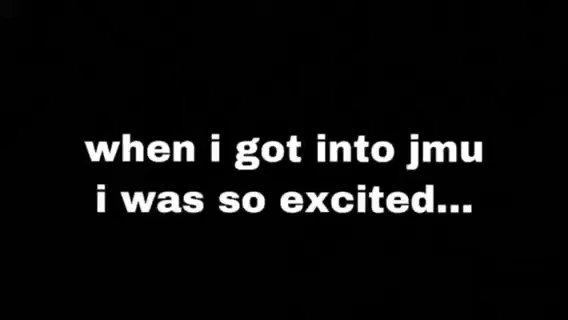 when i got into jmu
i was so excited...